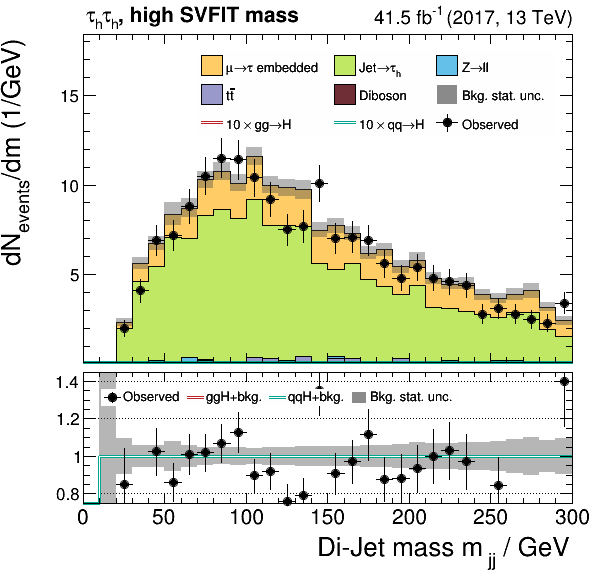 τhτh, high SVFIT mass 41.5 fb⁻¹ (2017, 13 TeV)
μ→τ embedded Jet→τh Z→ll
tt̄ Diboson Bkg. stat. unc.
10 × gg→H 10 × qq→H Observed
dNevents/dm (1/GeV)
15
10
5
1.4
Observed ggH+bkg. qqH+bkg. Bkg. stat. unc.
1.2
1
0.8
0 50 100 150 200 250 300
Di-Jet mass m jj / GeV